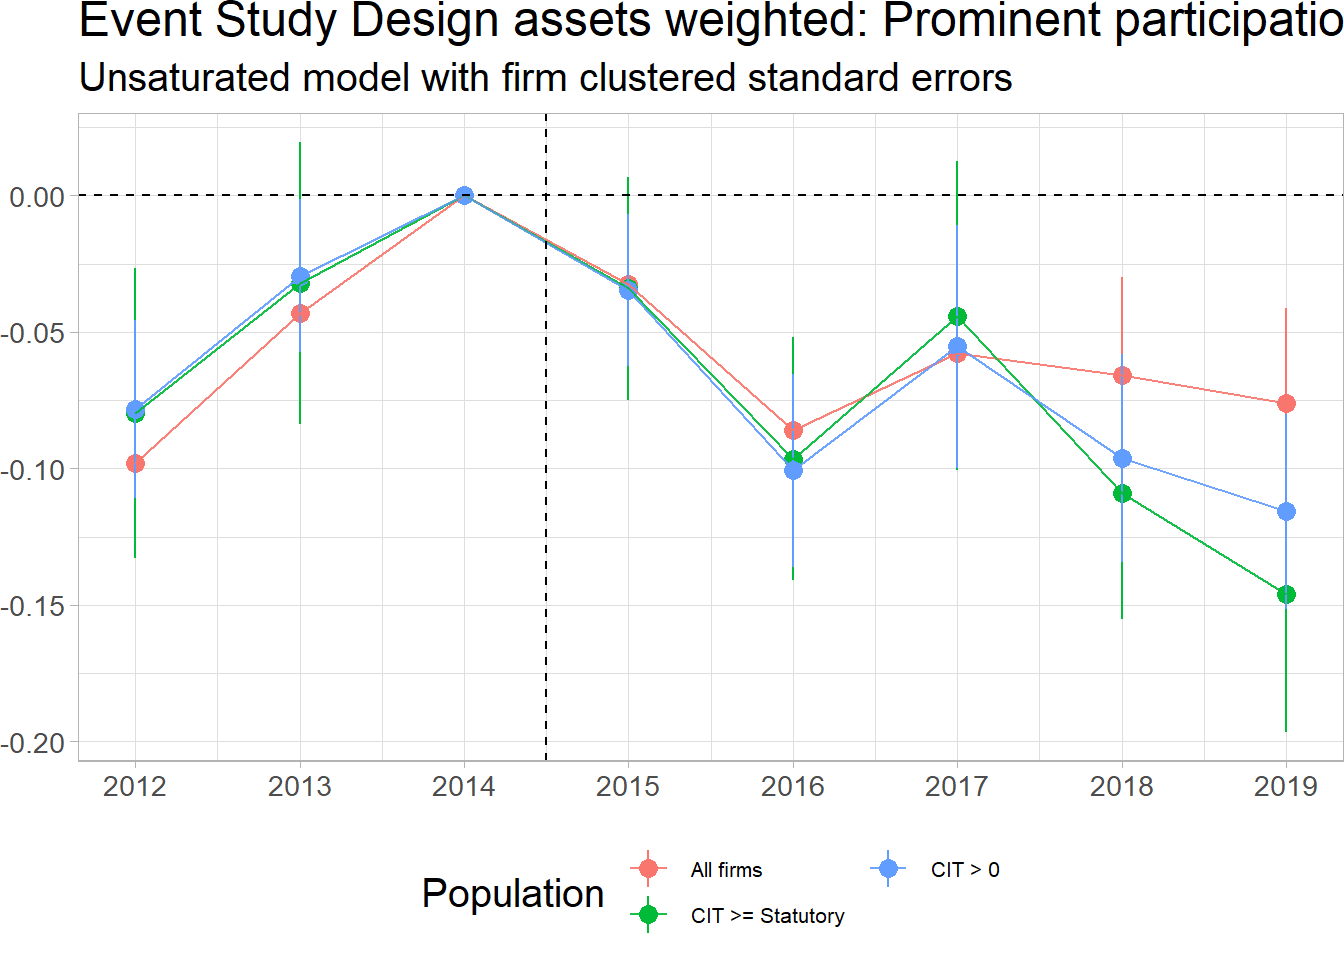 Event Study Design assets weighted: Prominent participatio
Unsaturated model with firm clustered standard errors
0.00
-0.05
-0.10
-0.15
-0.20
2012 2013 2014 2015 2016 2017 2018 2019
Population
All firms
CIT > 0
CIT >= Statutory